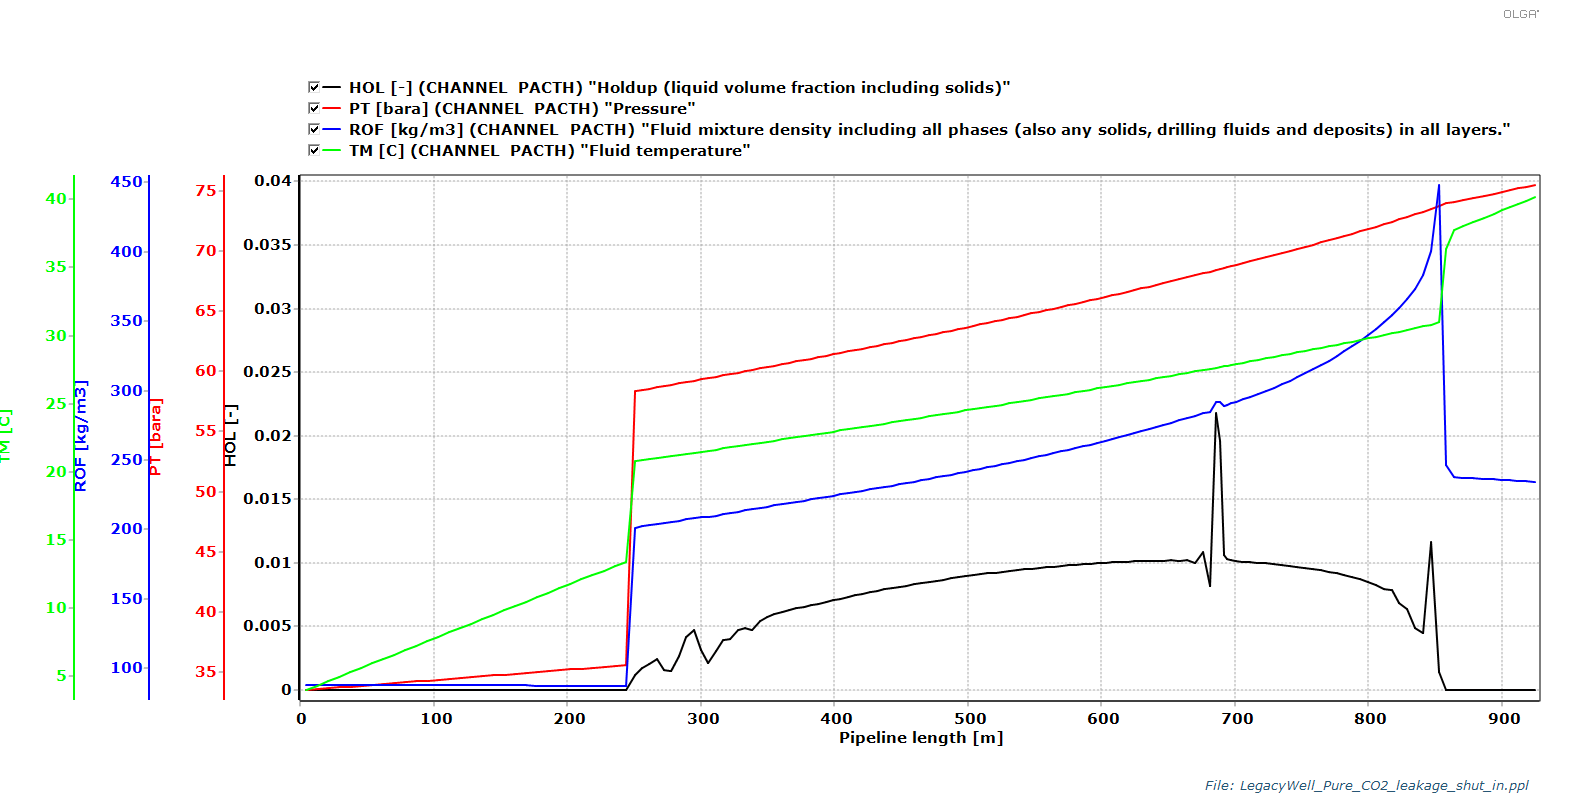 OLGA
HOL [-] (CHANNEL PACTH) "Holdup (liquid volume fraction including solids)"
PT [bara] (CHANNEL PACTH) "Pressure"
ROF [kg/m3] (CHANNEL PACTH) "Fluid mixture density including all phases (also any solids, drilling fluids and deposits) in all layers."
TM [C] (CHANNEL PACTH) "Fluid temperature"
TM [C]
40
35
30
25
20
15
10
5
ROF [kg/m3]
450
400
350
300
250
200
150
100
PT [bara]
75
70
65
60
55
50
45
40
35
HOL [-]
0.04
0.035
0.03
0.025
0.02
0.015
0.01
0.005
0
0 100 200 300 400 500 600 700 800 900
Pipeline length [m]
File: LegacyWell_Pure_CO2_leakage_shut_in.ppl